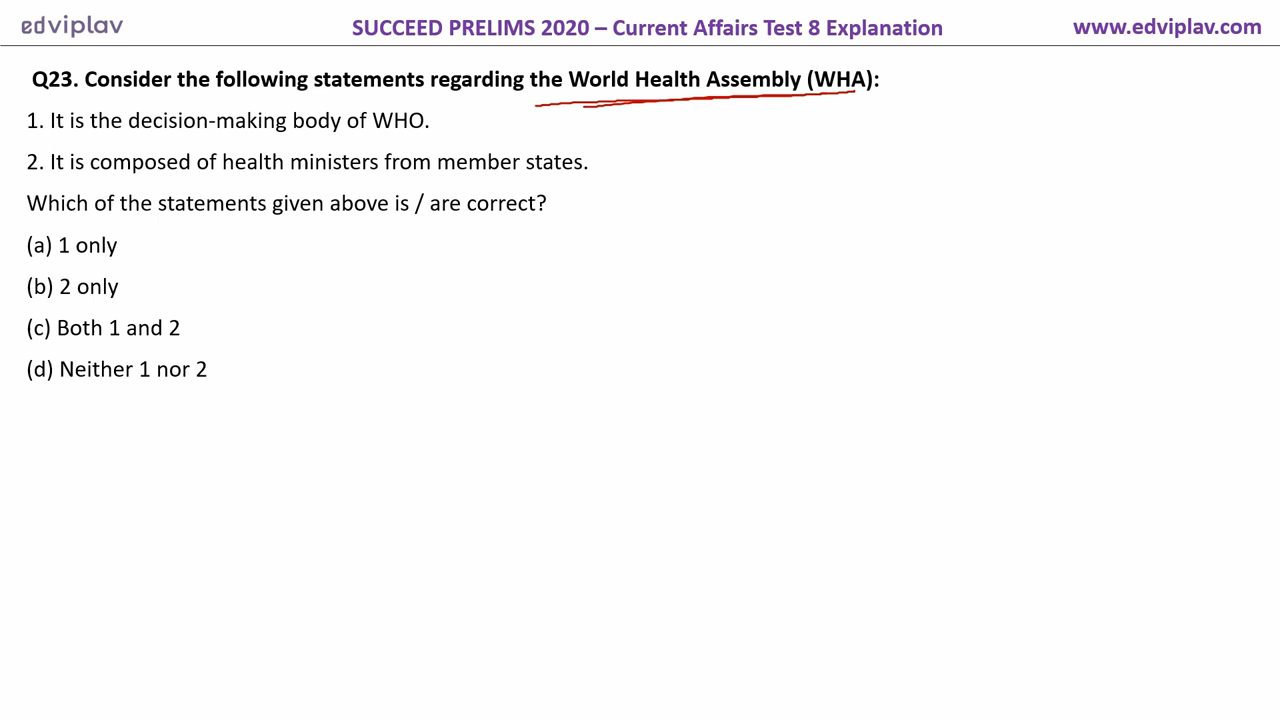 edviplav
SUCCEED PRELIMS 2020 – Current Affairs Test 8 Explanation
www.edviplav.com
Q23. Consider the following statements regarding the World Health Assembly (WHA):
1. It is the decision-making body of WHO.
2. It is composed of health ministers from member states.
Which of the statements given above is / are correct?
(a) 1 only
(b) 2 only
(c) Both 1 and 2
(d) Neither 1 nor 2